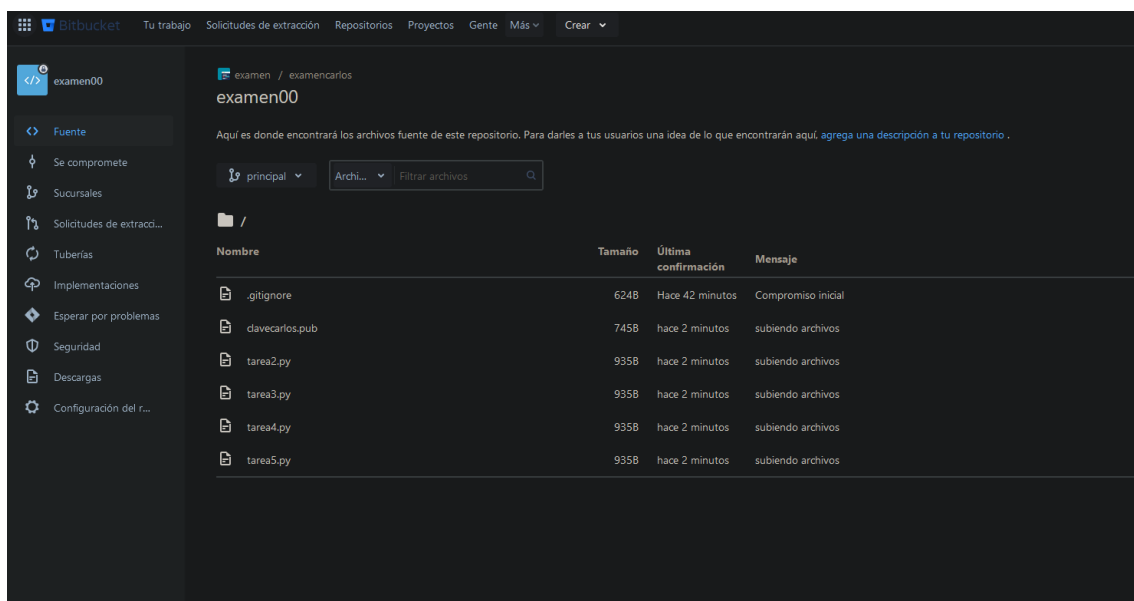 Bitbucket Tu trabajo Solicitudes de extracción Repositorios Proyectos Gente Más Crear
examen00
Fuente
Se compromete
Sucursales
Solicitudes de extracci...
Tuberías
Implementaciones
Esperar por problemas
Seguridad
Descargas
Configuración del r...
examen / examencarlos
examen00
Aquí es donde encontrará los archivos fuente de este repositorio. Para darles a tus usuarios una idea de lo que encontrarán aquí, agrega una descripción a tu repositorio .
principal Archi... Filtrar archivos
/
Nombre Tamaño Última confirmación Mensaje
.gitignore 624B Hace 42 minutos Compromiso inicial
clavecarlos.pub 745B hace 2 minutos subiendo archivos
tarea2.py 935B hace 2 minutos subiendo archivos
tarea3.py 935B hace 2 minutos subiendo archivos
tarea4.py 935B hace 2 minutos subiendo archivos
tarea5.py 935B hace 2 minutos subiendo archivos